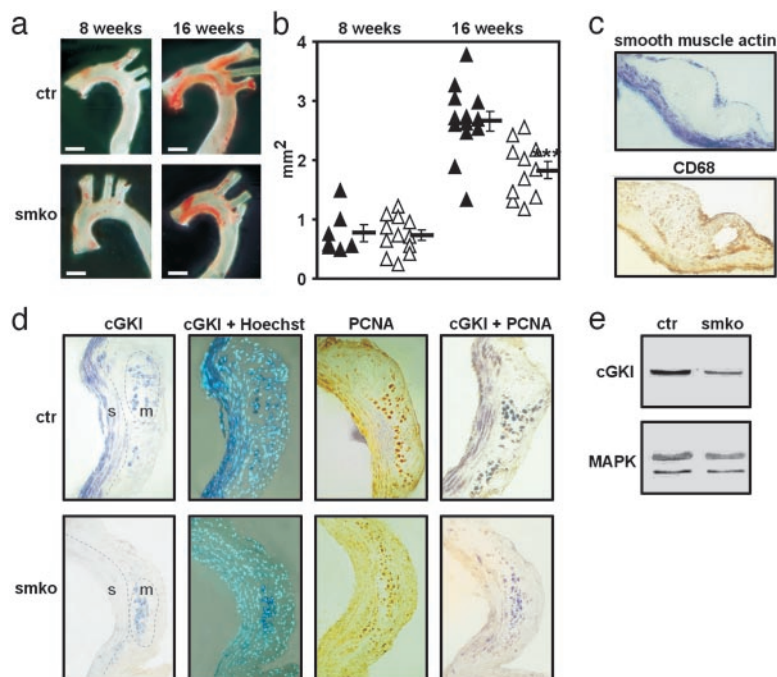 a
8 weeks 16 weeks
ctr
smko
b
8 weeks 16 weeks
4
3
2
1
0
mm2
***
c
smooth muscle actin
CD68
d
cGKI cGKI + Hoechst PCNA cGKI + PCNA
ctr
s m
smko
s m
e
ctr smko
cGKI
MAPK